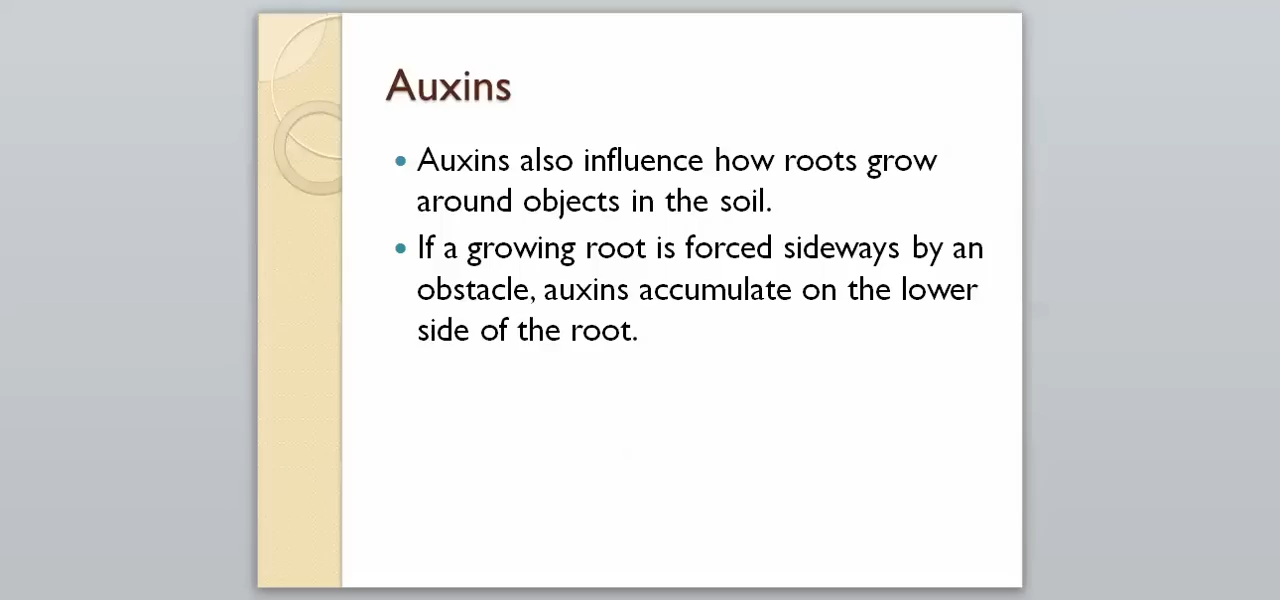 Auxins
• Auxins also influence how roots grow
around objects in the soil.
• If a growing root is forced sideways by an
obstacle, auxins accumulate on the lower
side of the root.